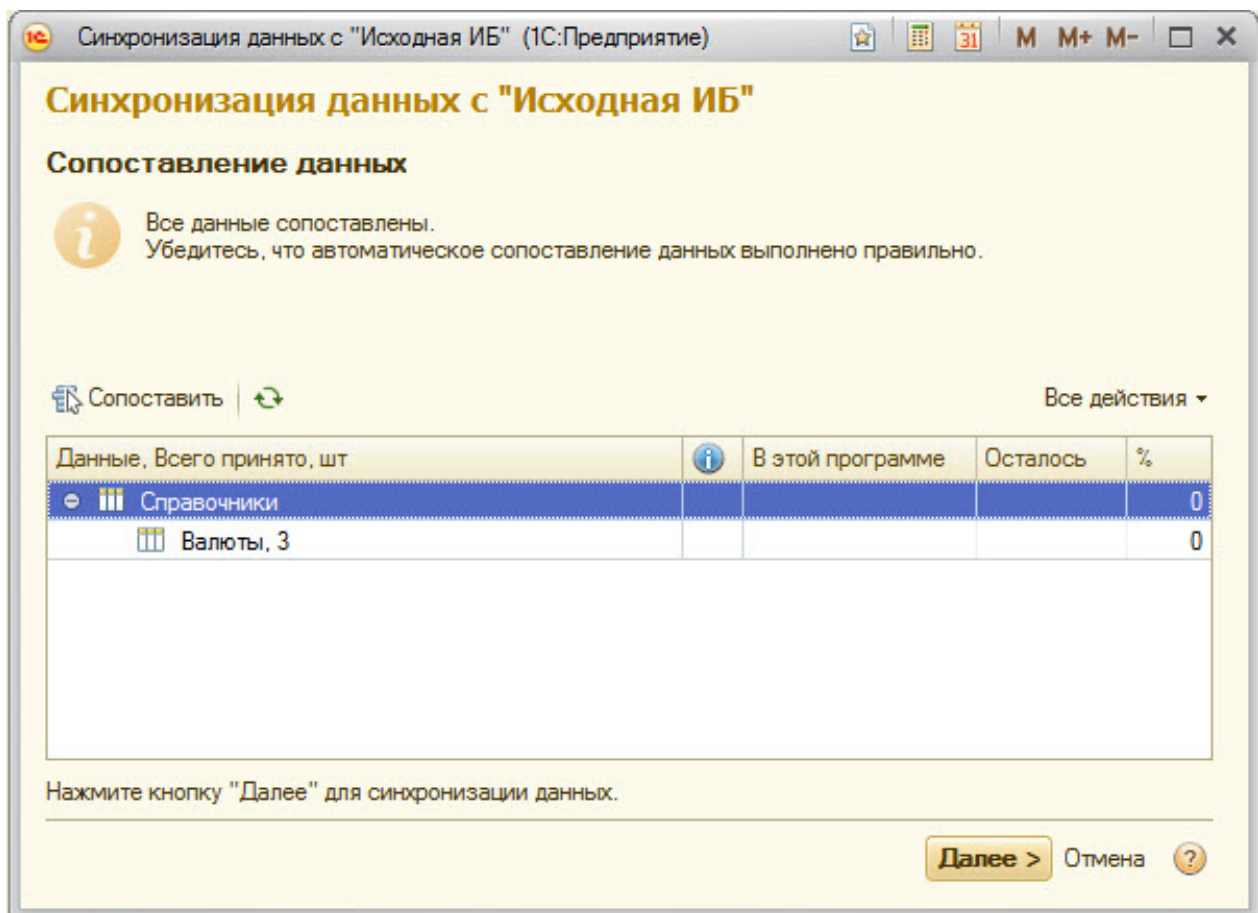 1С Синхронизация данных с "Исходная ИБ" (1С:Предприятие) 31 M M+ M-
Синхронизация данных с "Исходная ИБ"
Сопоставление данных
Все данные сопоставлены.
Убедитесь, что автоматическое сопоставление данных выполнено правильно.
Сопоставить Все действия
Данные, Всего принято, шт В этой программе Осталось %
Справочники 0
Валюты, 3 0
Нажмите кнопку "Далее" для синхронизации данных.
Далее > Отмена ?